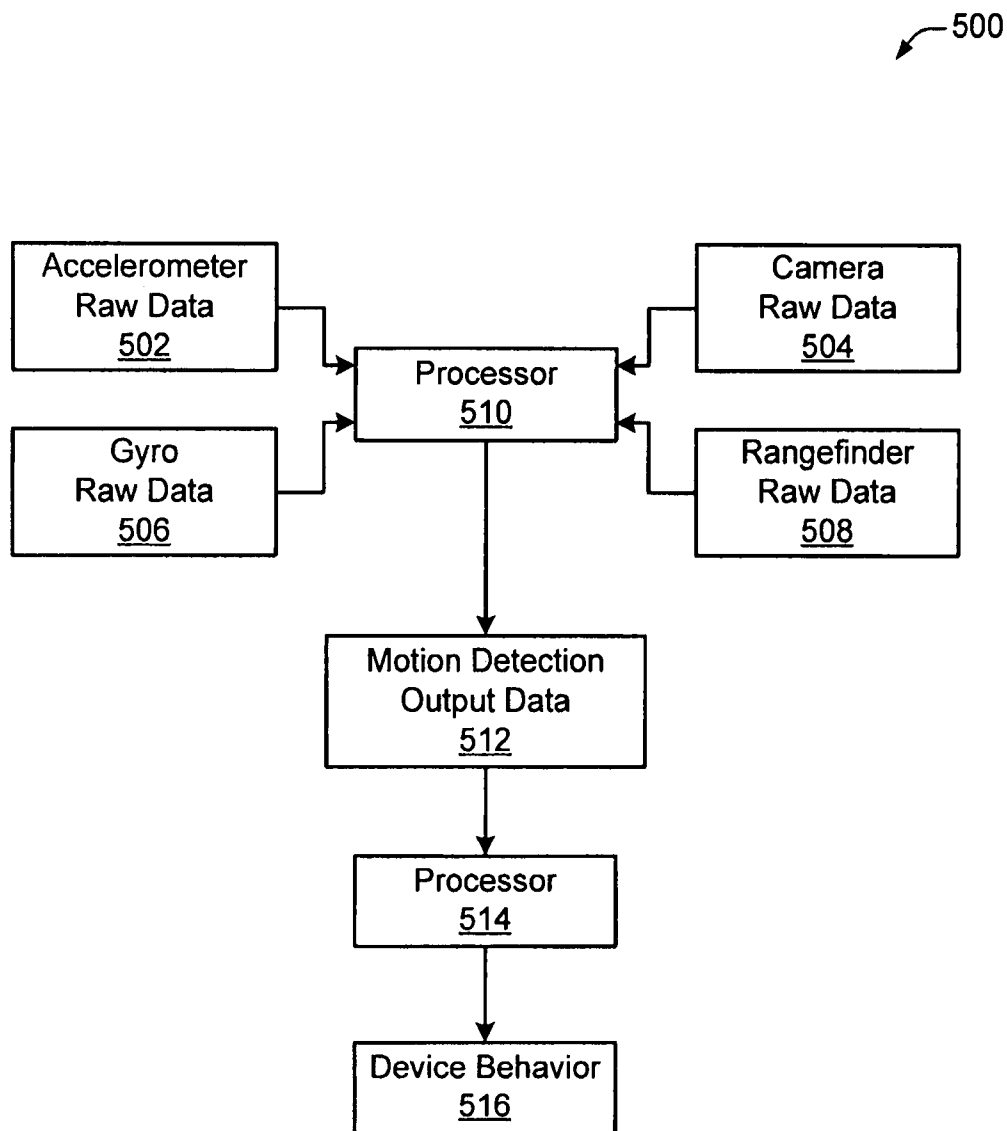 500
Accelerometer
Raw Data
502
Camera
Raw Data
504
Processor
510
Gyro
Raw Data
506
Rangefinder
Raw Data
508
Motion Detection
Output Data
512
Processor
514
Device Behavior
516